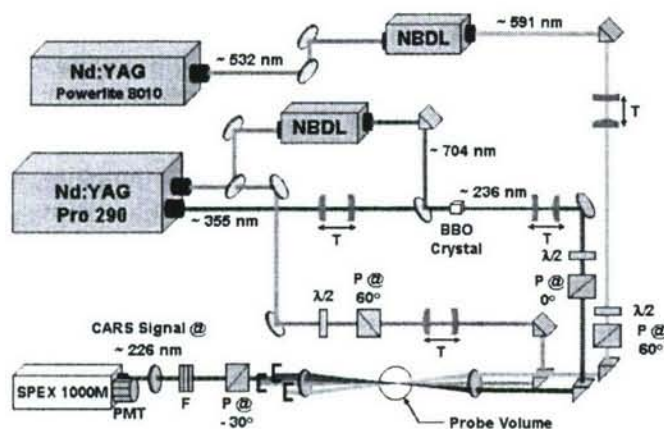 ~ 591 nm
NBDL
~ 532 nm
Nd:YAG
Powerlite 8010
T
NBDL
~ 704 nm
Nd:YAG
Pro 290
~ 236 nm
~ 355 nm
BBO
Crystal
T
T
λ/2
P @
0°
λ/2
P @
60°
λ/2
P @
60°
CARS Signal @
~ 226 nm
T
SPEX 1000M
PMT
F
P @
- 30°
Probe Volume